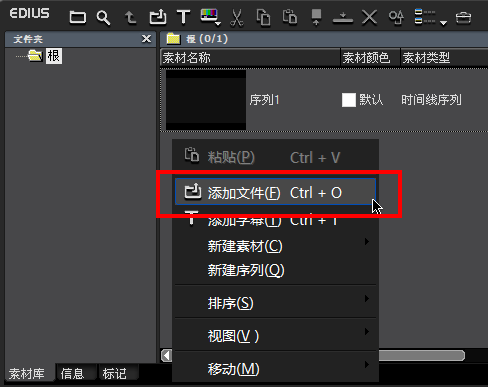 EDIUS
文件夹
根 (0/1)
根
素材名称 素材颜色 素材类型
序列1 默认 时间线序列
粘贴(P) Ctrl + V
添加文件(F) Ctrl + O
添加字幕(T) Ctrl + T
新建素材(C)
新建序列(Q)
排序(S)
视图(V )
移动(M)
素材库 信息 标记